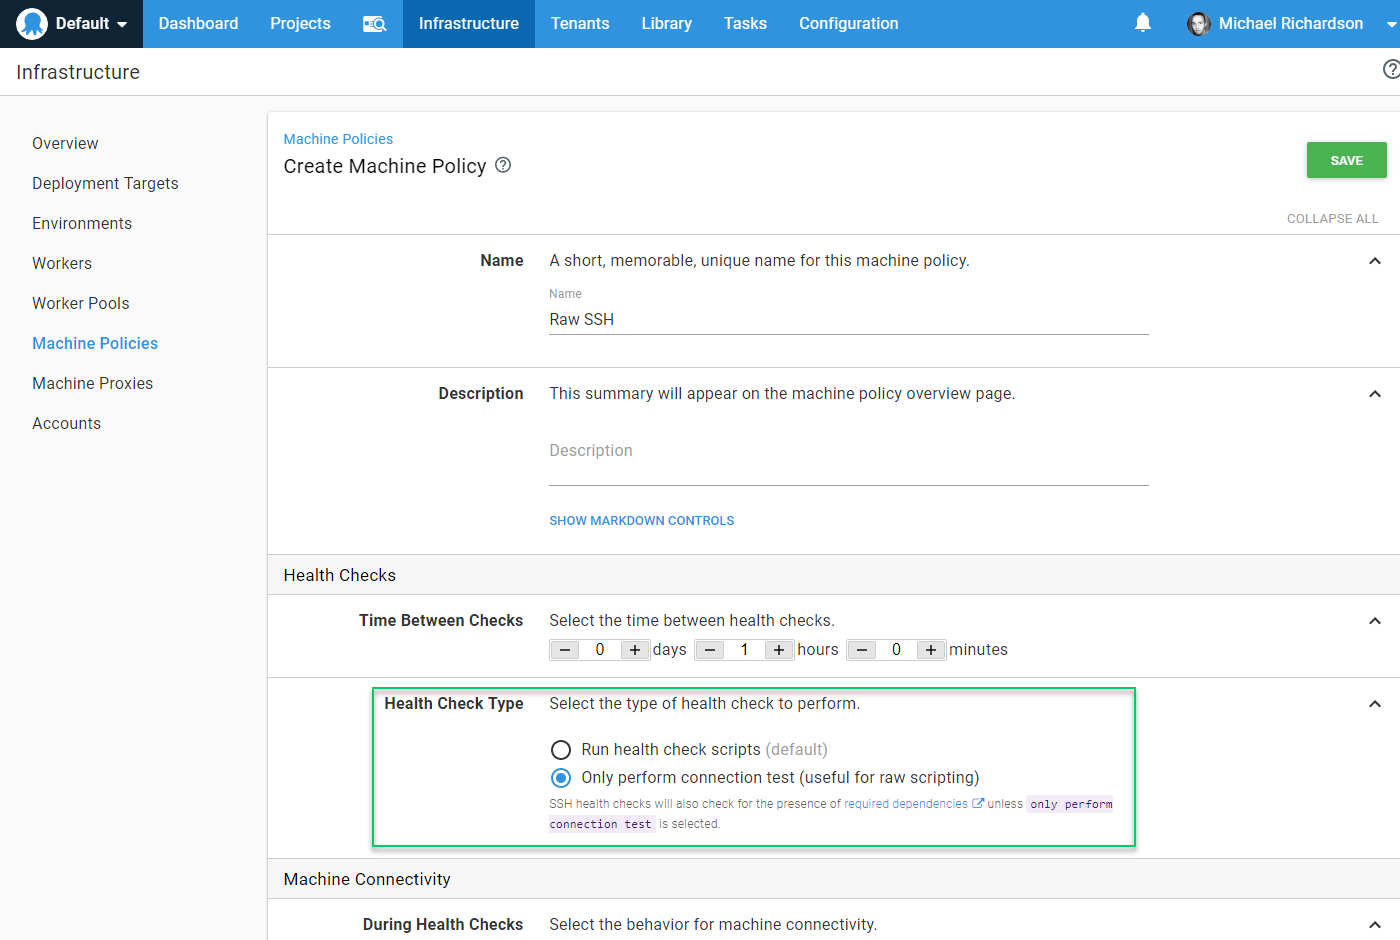 Default Dashboard Projects Infrastructure Tenants Library Tasks Configuration Michael Richardson
Infrastructure
Overview
Deployment Targets
Environments
Workers
Worker Pools
Machine Policies
Machine Proxies
Accounts
Machine Policies
Create Machine Policy
SAVE
COLLAPSE ALL
Name A short, memorable, unique name for this machine policy.
Name
Raw SSH
Description This summary will appear on the machine policy overview page.
Description
SHOW MARKDOWN CONTROLS
Health Checks
Time Between Checks Select the time between health checks.
− 0 + days − 1 + hours − 0 + minutes
Health Check Type Select the type of health check to perform.
Run health check scripts (default)
Only perform connection test (useful for raw scripting)
SSH health checks will also check for the presence of required dependencies unless only perform
connection test is selected.
Machine Connectivity
During Health Checks Select the behavior for machine connectivity.